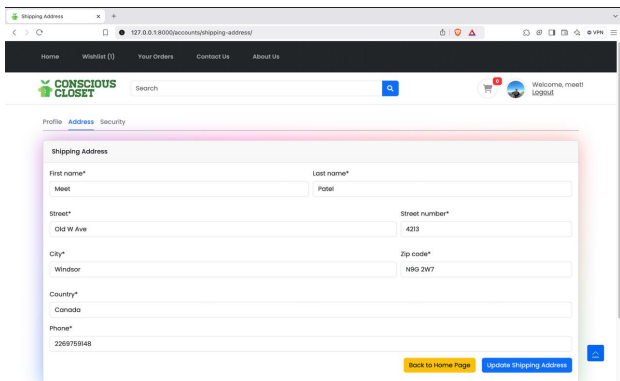 Shipping Address
127.0.0.1:8000/accounts/shipping-address/
VPN
Home Wishlist (1) Your Orders Contact Us About Us
CONSCIOUS
CLOSET
Search
0
Welcome, meet!
Logout
Profile Address Security
Shipping Address
First name* Last name*
Meet Patel
Street* Street number*
Old W Ave 4213
City* Zip code*
Windsor N9G 2W7
Country*
Canada
Phone*
2269759148
Back to Home Page Update Shipping Address